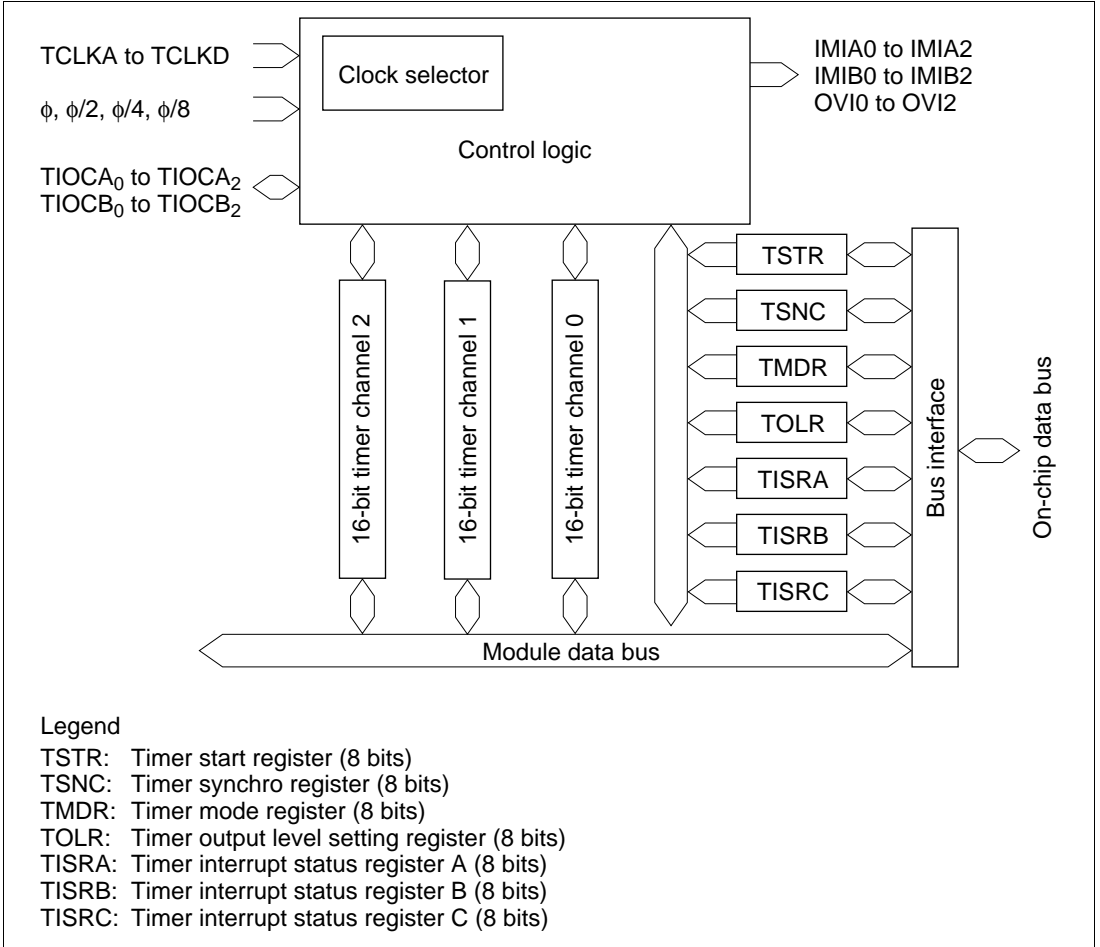 TCLKA to TCLKD
ϕ, ϕ/2, ϕ/4, ϕ/8
TIOCA₀ to TIOCA₂
TIOCB₀ to TIOCB₂
Clock selector
Control logic
IMIA0 to IMIA2
IMIB0 to IMIB2
OVI0 to OVI2
16-bit timer channel 2
16-bit timer channel 1
16-bit timer channel 0
TSTR
TSNC
TMDR
TOLR
TISRA
TISRB
TISRC
Bus interface
On-chip data bus
Module data bus
Legend
TSTR: Timer start register (8 bits)
TSNC: Timer synchro register (8 bits)
TMDR: Timer mode register (8 bits)
TOLR: Timer output level setting register (8 bits)
TISRA: Timer interrupt status register A (8 bits)
TISRB: Timer interrupt status register B (8 bits)
TISRC: Timer interrupt status register C (8 bits)